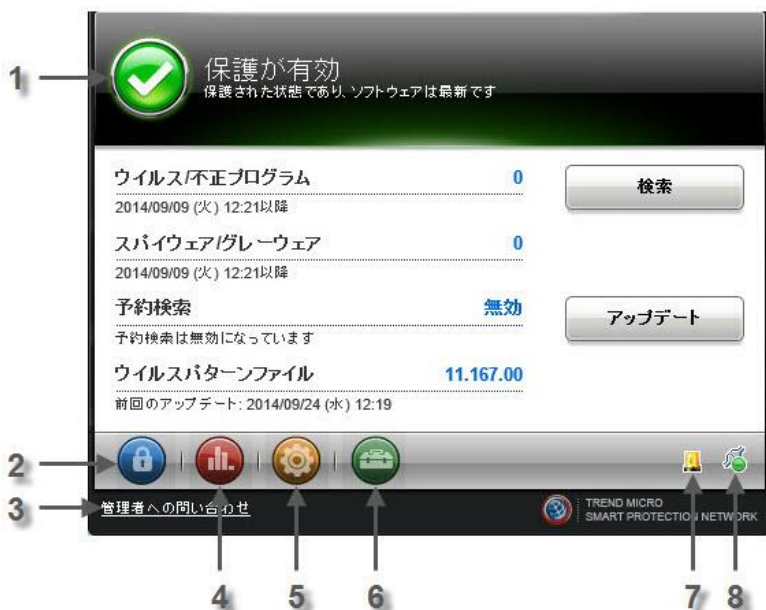 1
保護が有効
保護された状態であり、ソフトウェアは最新です
ウイルス/不正プログラム 0
2014/09/09 (火) 12:21以降
検索
スパイウェア/グレーウェア 0
2014/09/09 (火) 12:21以降
予約検索 無効
予約検索は無効になっています
アップデート
ウイルスパターンファイル 11.167.00
前回のアップデート: 2014/09/24 (水) 12:19
2
3
管理者への問い合わせ
TREND MICRO
SMART PROTECTION NETWORK
4 5 6 7 8